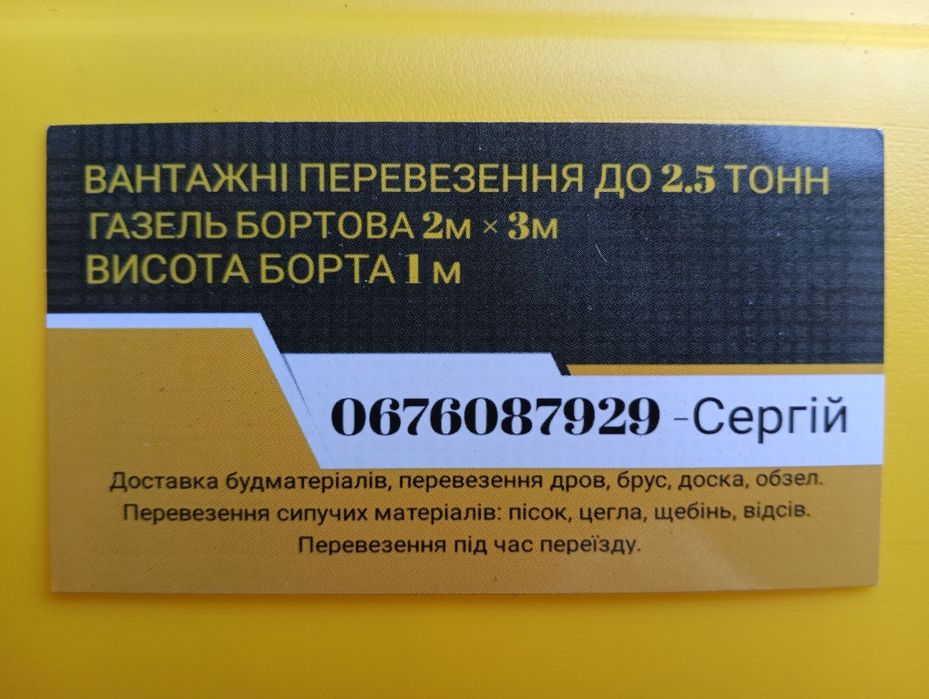 ВАНТАЖНІ ПЕРЕВЕЗЕННЯ ДО 2.5 ТОНН
ГАЗЕЛЬ БОРТОВА 2м × 3м
ВИСОТА БОРТА 1 м
0676087929 -Сергій
Доставка будматеріалів, перевезення дров, брус, доска, обзел.
Перевезення сипучих матеріалів: пісок, цегла, щебінь, відсів.
Перевезення під час переїзду.